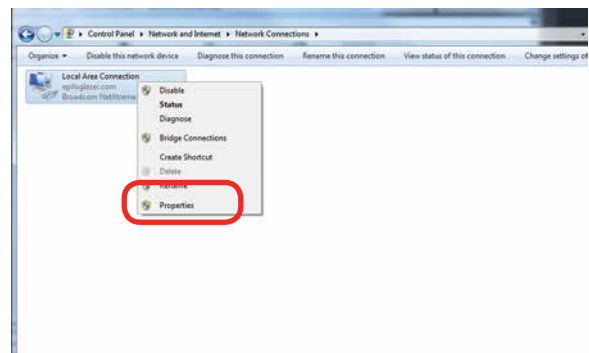 Control Panel ▸ Network and Internet ▸ Network Connections ▸
Organize Disable this network device Diagnose this connection Rename this connection View status of this connection Change settings of
Local Area Connection
epiloglaser.com
Broadcom NetXtreme
Disable
Status
Diagnose
Bridge Connections
Create Shortcut
Delete
Rename
Properties